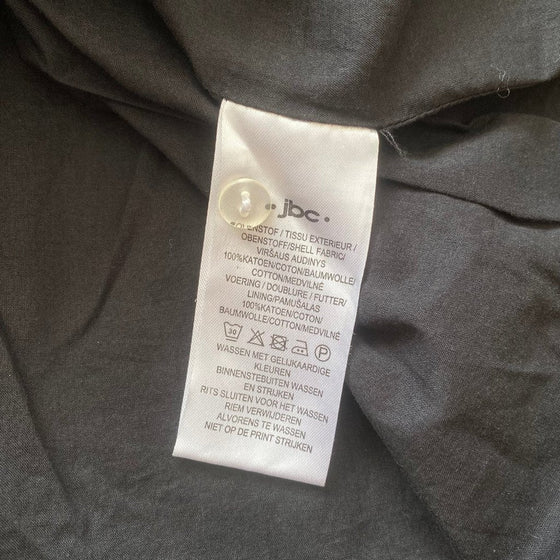 • jbc •
/ TISSU EXTERIEUR /
OBENSTOFF/SHELL FABRIC/
VIRŠAUS AUDINYS
100%KATOEN/COTON/BAUMWOLLE/
COTTON/MEDVILNĖ
VOERING / DOUBLURE / FUTTER/
LINING/PAMUŠALAS
100%KATOEN/COTON/
BAUMWOLLE/COTTON/MEDVILNĖ
30 P
WASSEN MET GELIJKAARDIGE
KLEUREN
BINNENSTEBUITEN WASSEN
EN STRIJKEN
RITS SLUITEN VOOR HET WASSEN
RIEM VERWIJDEREN
ALVORENS TE WASSEN
NIET OP DE PRINT STRIJKEN